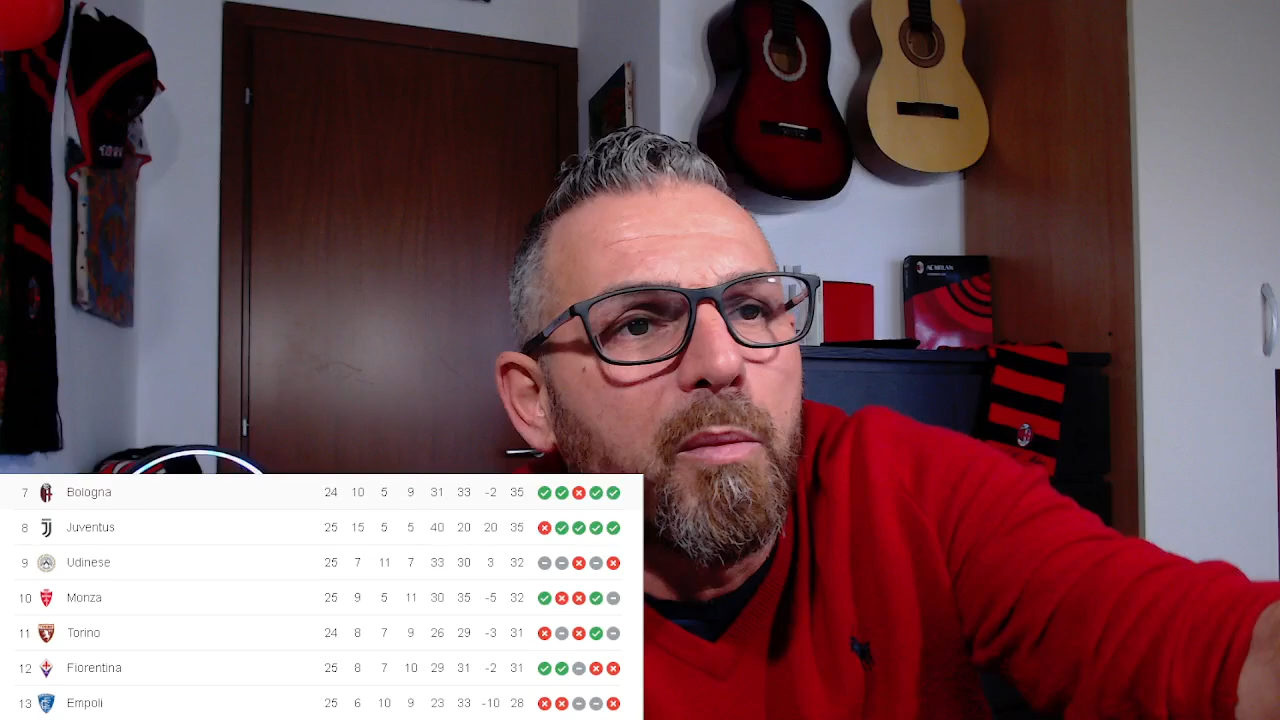 1899
AC MILAN
7 Bologna 24 10 5 9 31 33 -2 35
8 Juventus 25 15 5 5 40 20 20 35
9 Udinese 25 7 11 7 33 30 3 32
10 Monza 25 9 5 11 30 35 -5 32
11 Torino 24 8 7 9 26 29 -3 31
12 Fiorentina 25 8 7 10 29 31 -2 31
13 Empoli 25 6 10 9 23 33 -10 28